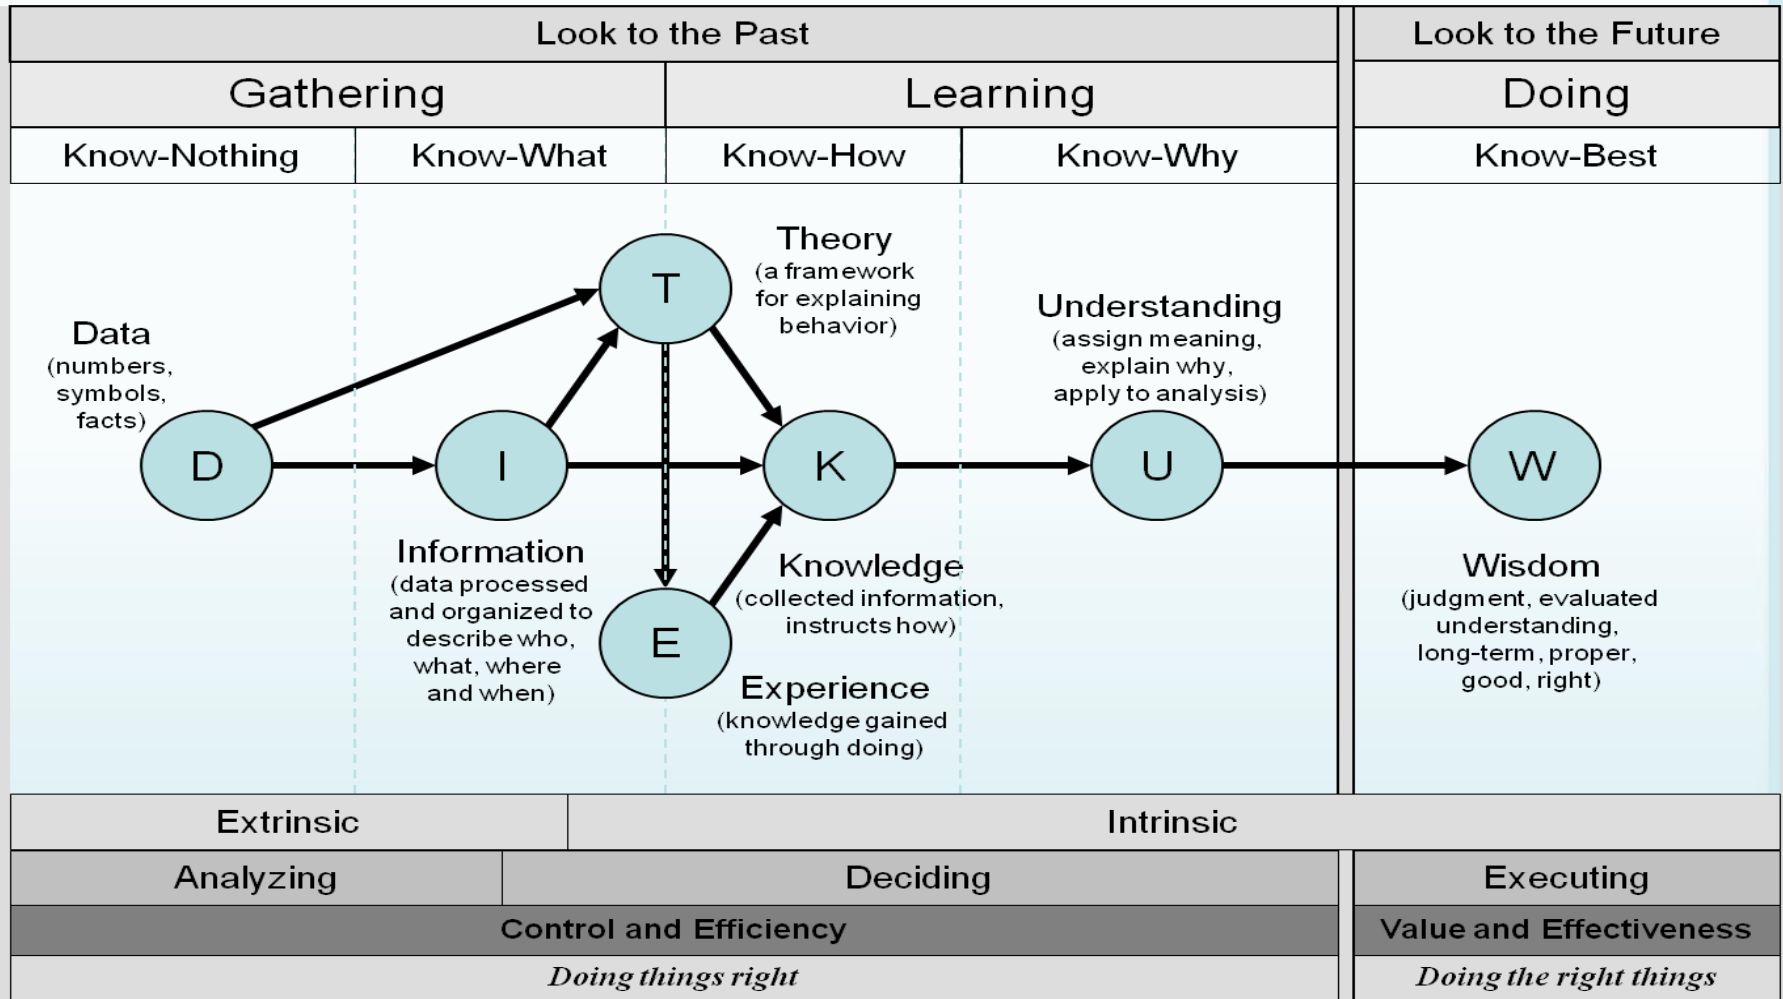 Look to the Past
Look to the Future
Gathering
Learning
Doing
Know-Nothing
Know-What
Know-How
Know-Why
Know-Best
Data
(numbers,
symbols,
facts)
D
I
Information
(data processed
and organized to
describe who,
what, where
and when)
T
Theory
(a framework
for explaining
behavior)
K
Knowledge
(collected information,
instructs how)
E
Experience
(knowledge gained
through doing)
Understanding
(assign meaning,
explain why,
apply to analysis)
U
W
Wisdom
(judgment, evaluated
understanding,
long-term, proper,
good, right)
Extrinsic
Intrinsic
Analyzing
Deciding
Executing
Control and Efficiency
Value and Effectiveness
Doing things right
Doing the right things